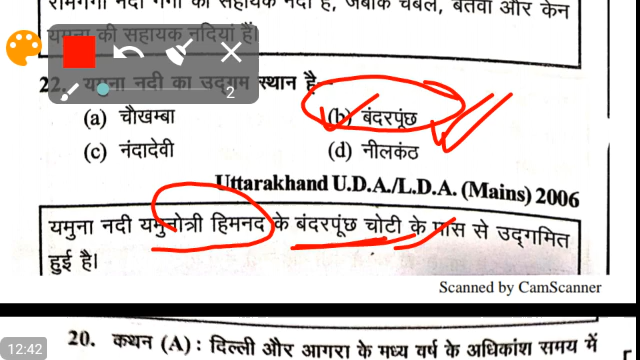 रामगंगा नदी गंगा की सहायक नदी है, जबकि चंबल, बेतवा और केन
यमुना की सहायक नदियां हैं।
2
22. यमुना नदी का उद्गम स्थान है
(a) चौखम्बा (b) बंदरपूंछ
(c) नंदादेवी (d) नीलकंठ
Uttarakhand U.D.A./L.D.A. (Mains) 2006
यमुना नदी यमुनोत्री हिमनद के बंदरपूंछ चोटी के पास से उद्गमित
हुई है।
Scanned by CamScanner
12:42
20. कथन (A) : दिल्ली और आगरा के मध्य वर्ष के अधिकांश समय में